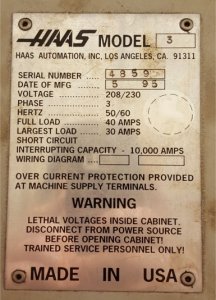 HAAS MODEL 3
HAAS AUTOMATION, INC. LOS ANGELES, CA. 91311
SERIAL NUMBER 4859
DATE OF MFG 5 95
VOLTAGE 208/230
PHASE 3
HERTZ 50/60
FULL LOAD 40 AMPS
LARGEST LOAD 30 AMPS
SHORT CIRCUIT
INTERRUPTING CAPACITY - 10,000 AMPS
WIRING DIAGRAM
OVER CURRENT PROTECTION PROVIDED
AT MACHINE SUPPLY TERMINALS.
WARNING
LETHAL VOLTAGES INSIDE CABINET.
DISCONNECT FROM POWER SOURCE
BEFORE OPENING CABINET!
TRAINED SERVICE PERSONNEL ONLY!
MADE IN USA